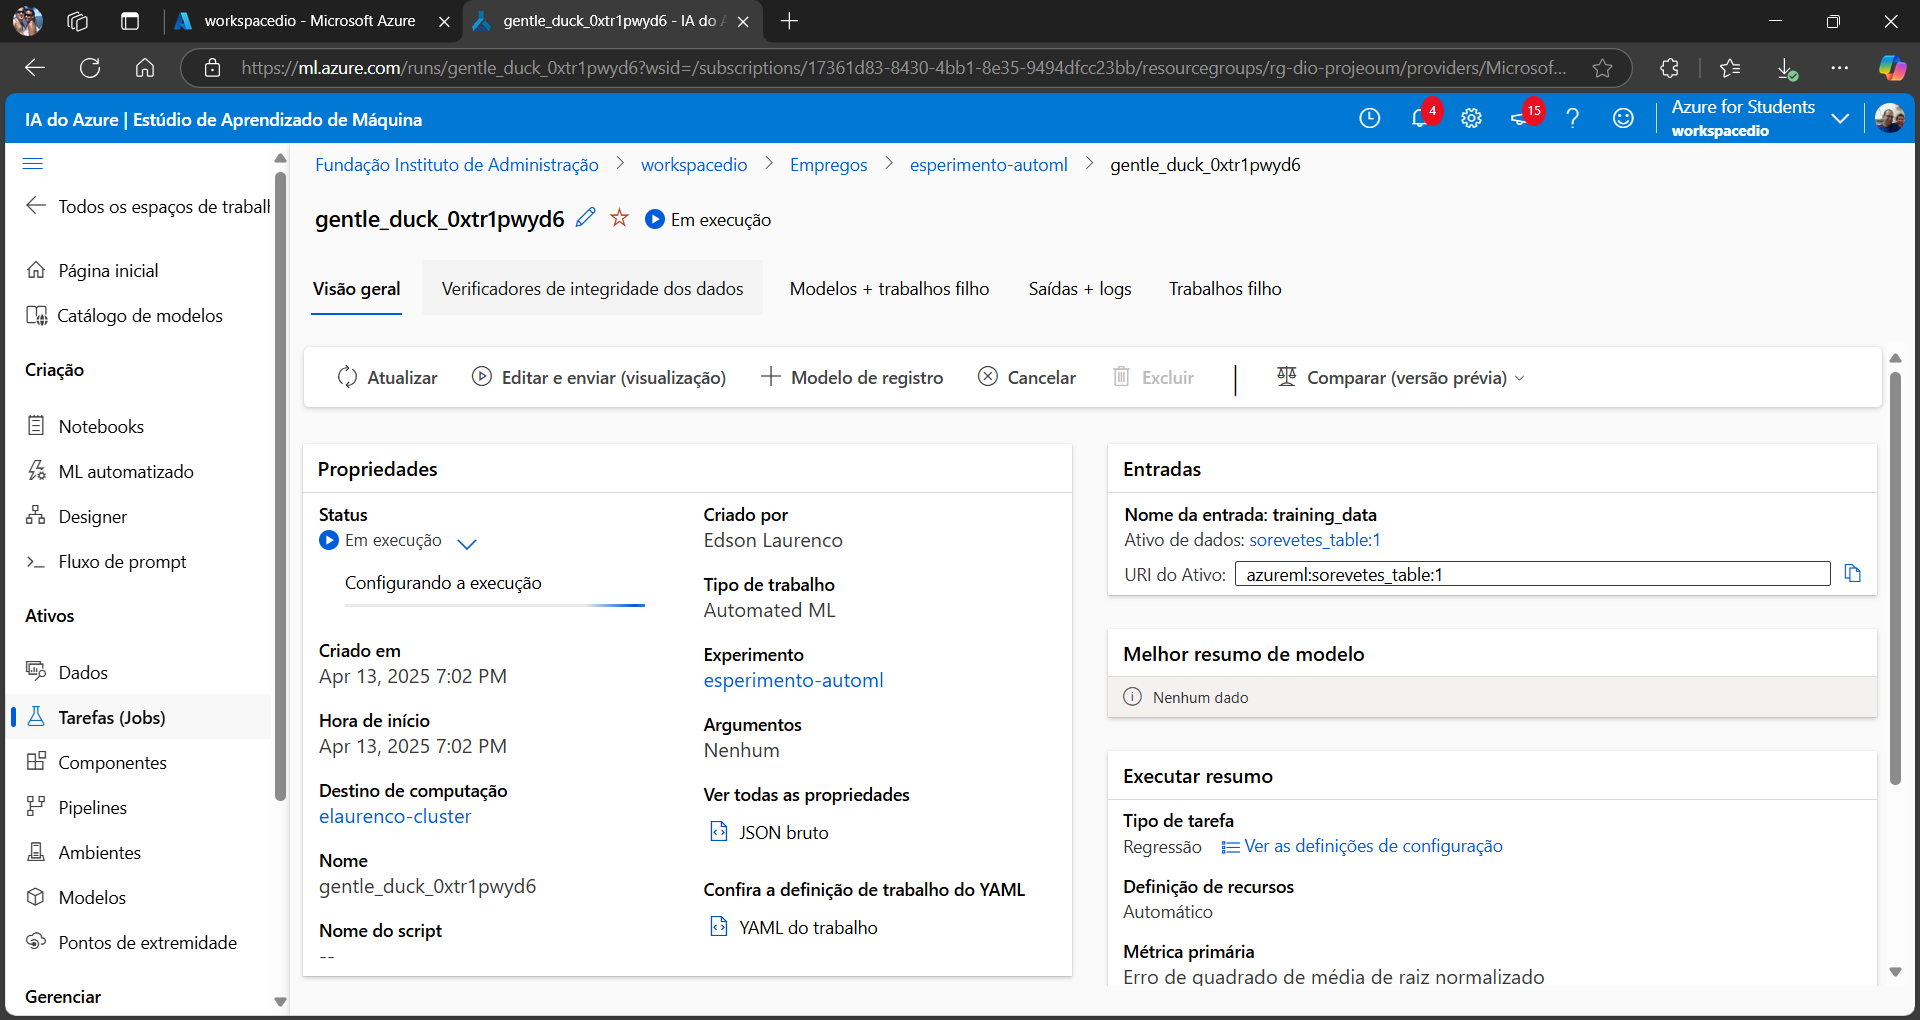 workspacedio - Microsoft Azure
gentle_duck_0xtr1pwyd6 - IA do A
https://ml.azure.com/runs/gentle_duck_0xtr1pwyd6?wsid=/subscriptions/17361d83-8430-4bb1-8e35-9494dfcc23bb/resourcegroups/rg-dio-projeoum/providers/Microsof...
IA do Azure | Estúdio de Aprendizado de Máquina
4
15
Azure for Students
workspacedio
Todos os espaços de trabalh
Página inicial
Catálogo de modelos
Criação
Notebooks
ML automatizado
Designer
Fluxo de prompt
Ativos
Dados
Tarefas (Jobs)
Componentes
Pipelines
Ambientes
Modelos
Pontos de extremidade
Gerenciar
Fundação Instituto de Administração > workspacedio > Empregos > esperimento-automl > gentle_duck_0xtr1pwyd6
gentle_duck_0xtr1pwyd6 Em execução
Visão geral
Verificadores de integridade dos dados
Modelos + trabalhos filho
Saídas + logs
Trabalhos filho
Atualizar
Editar e enviar (visualização)
Modelo de registro
Cancelar
Excluir
Comparar (versão prévia)
Propriedades
Status
Em execução
Configurando a execução
Criado em
Apr 13, 2025 7:02 PM
Hora de início
Apr 13, 2025 7:02 PM
Destino de computação
elaurenco-cluster
Nome
gentle_duck_0xtr1pwyd6
Nome do script
--
Criado por
Edson Laurenco
Tipo de trabalho
Automated ML
Experimento
esperimento-automl
Argumentos
Nenhum
Ver todas as propriedades
JSON bruto
Confira a definição de trabalho do YAML
YAML do trabalho
Entradas
Nome da entrada: training_data
Ativo de dados: sorevetes_table:1
URI do Ativo: azureml:sorevetes_table:1
Melhor resumo de modelo
Nenhum dado
Executar resumo
Tipo de tarefa
Regressão Ver as definições de configuração
Definição de recursos
Automático
Métrica primária
Erro de quadrado de média de raiz normalizado